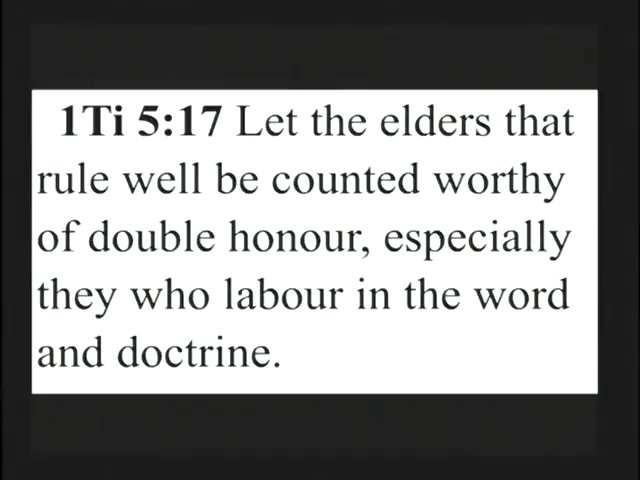 1Ti 5:17 Let the elders that
rule well be counted worthy
of double honour, especially
they who labour in the word
and doctrine.